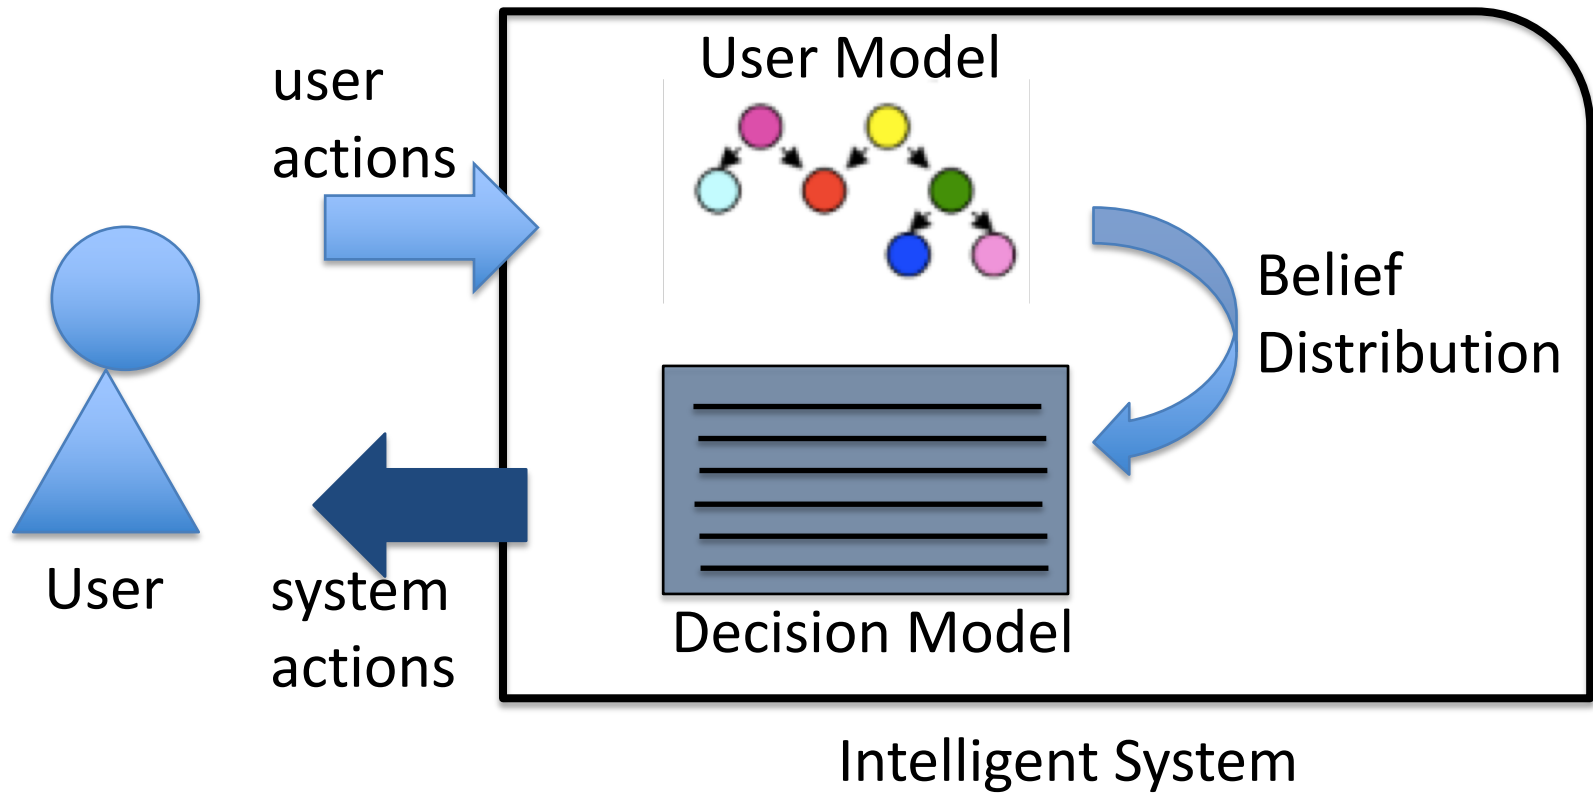 User Model
user
actions
Belief
Distribution
User
system
actions
Decision Model
Intelligent System